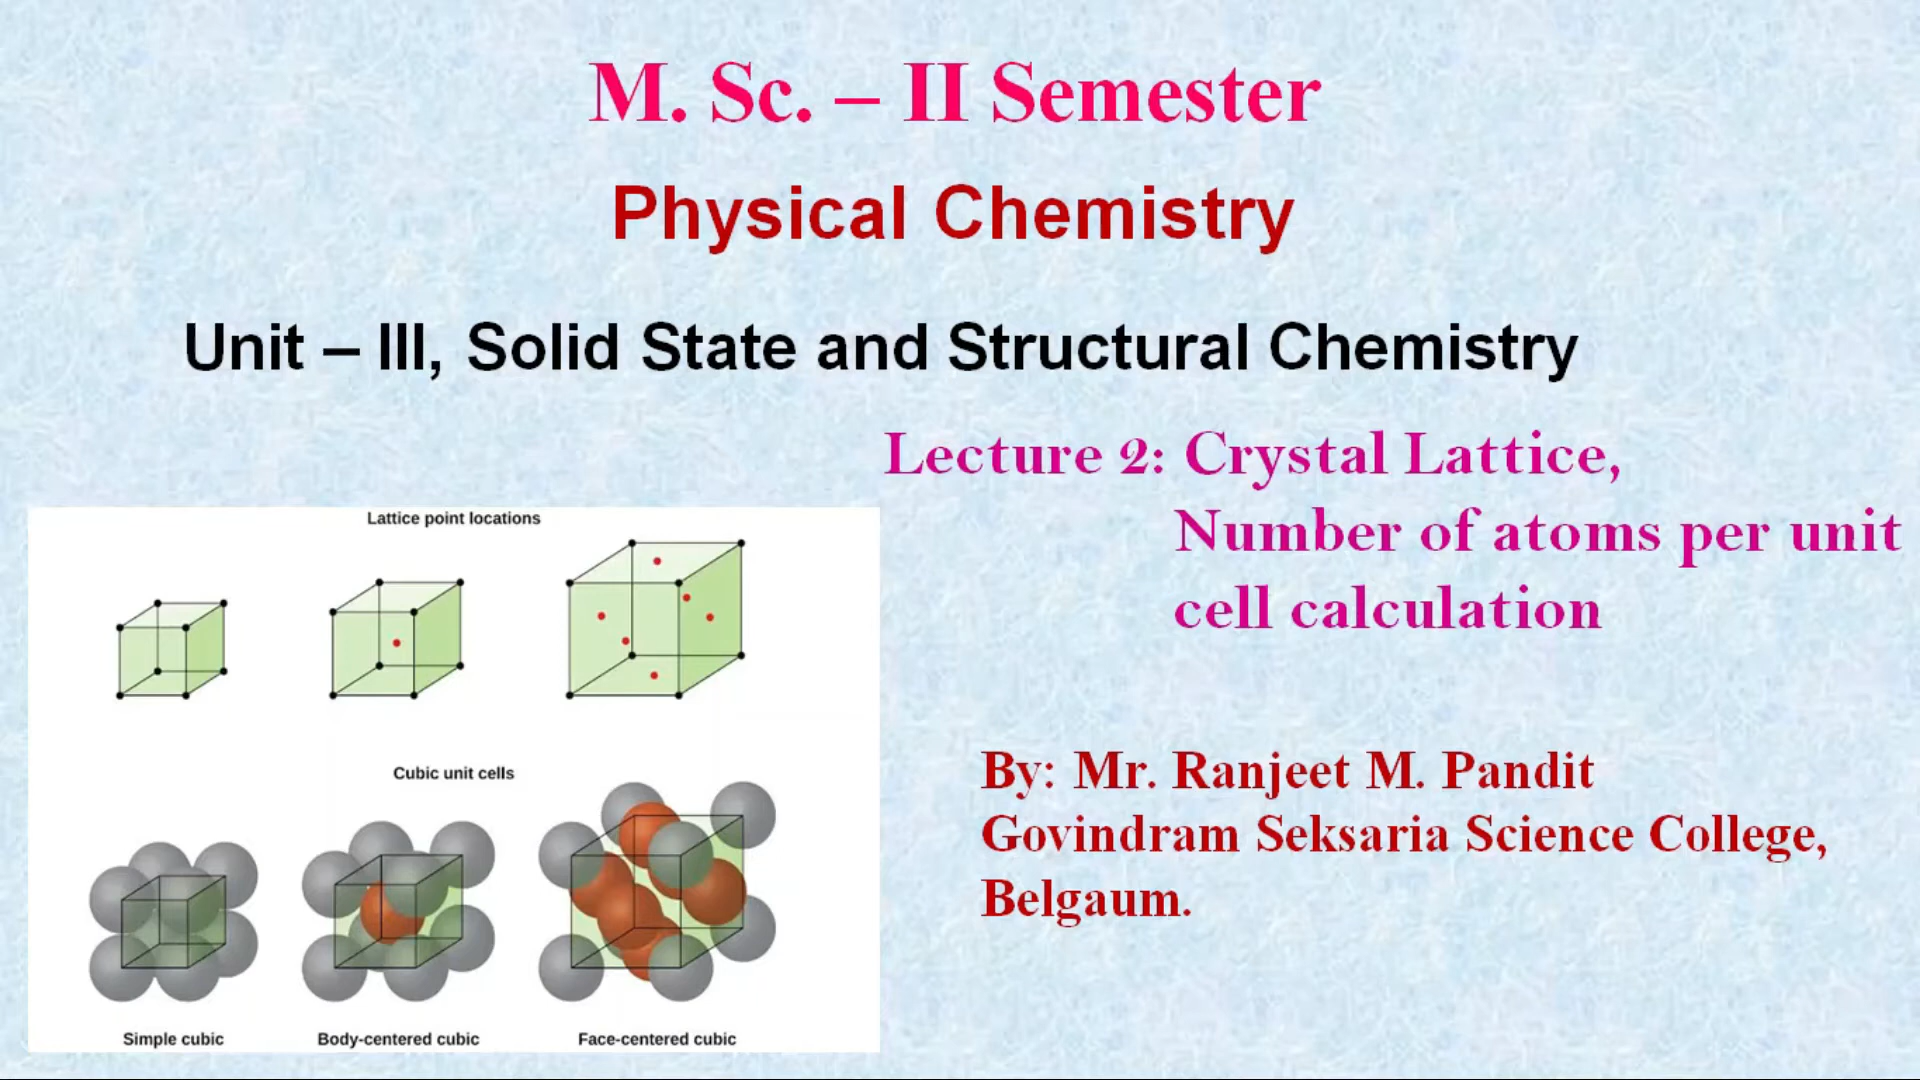 M. Sc. – II Semester
Physical Chemistry
Unit – III, Solid State and Structural Chemistry
Lecture 2: Crystal Lattice,
Number of atoms per unit
cell calculation
Lattice point locations
Cubic unit cells
Simple cubic
Body-centered cubic
Face-centered cubic
By: Mr. Ranjeet M. Pandit
Govindram Seksaria Science College,
Belgaum.